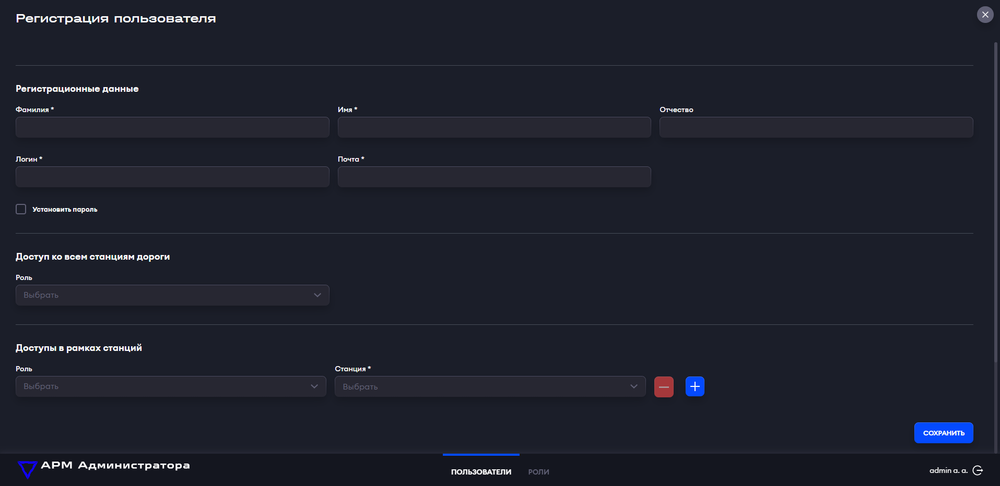 Регистрация пользователя
Регистрационные данные
Фамилия *
Имя *
Отчество
Логин *
Почта *
Установить пароль
Доступ ко всем станциям дороги
Роль
Выбрать
Доступы в рамках станций
Роль
Станция *
Выбрать
Выбрать
СОХРАНИТЬ
АРМ Администратора
ПОЛЬЗОВАТЕЛИ
РОЛИ
admin a. a.